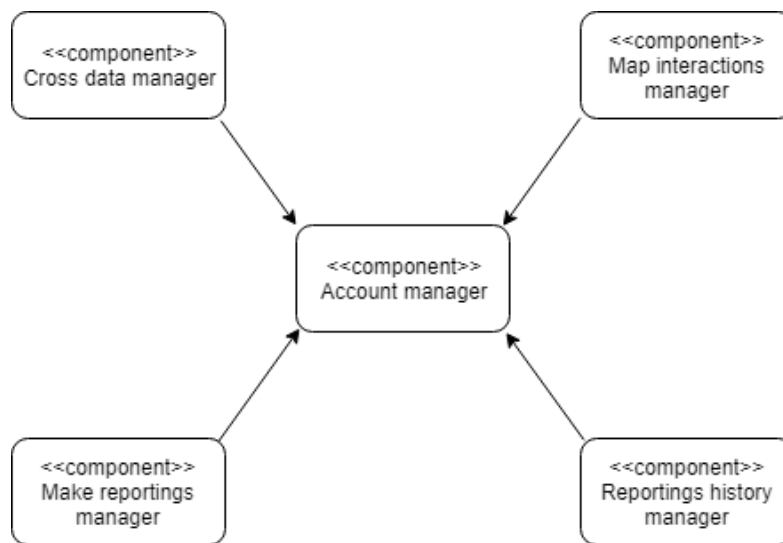 <<component>>
Cross data manager
<<component>>
Map interactions
manager
<<component>>
Account manager
<<component>>
Make reportings
manager
<<component>>
Reportings history
manager